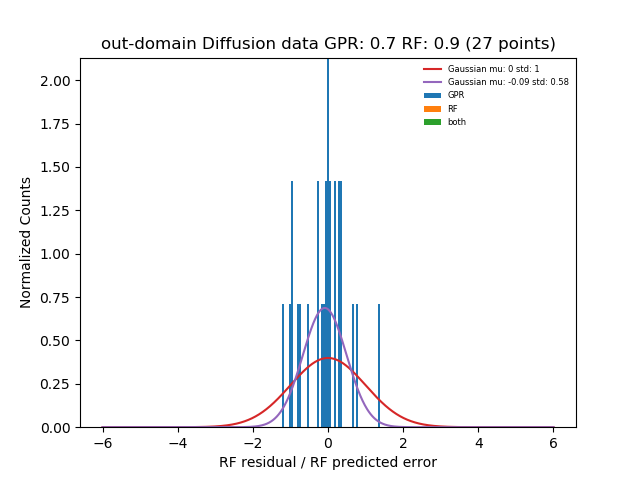 out-domain Diffusion data GPR: 0.7 RF: 0.9 (27 points)
Gaussian mu: 0 std: 1
Gaussian mu: -0.09 std: 0.58
GPR
RF
both
Normalized Counts
2.00
1.75
1.50
1.25
1.00
0.75
0.50
0.25
0.00
−6 −4 −2 0 2 4 6
RF residual / RF predicted error